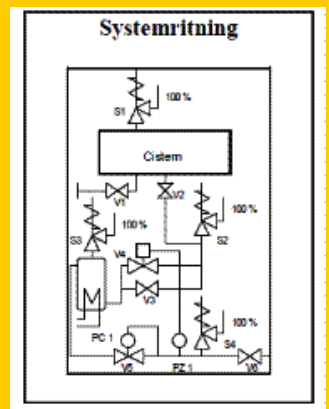 Systemritning
100%
S1
Cistern
V1
V2
100%
S3
100%
S2
V4
V3
100%
S4
PC 1
V5
PZ 1
V6